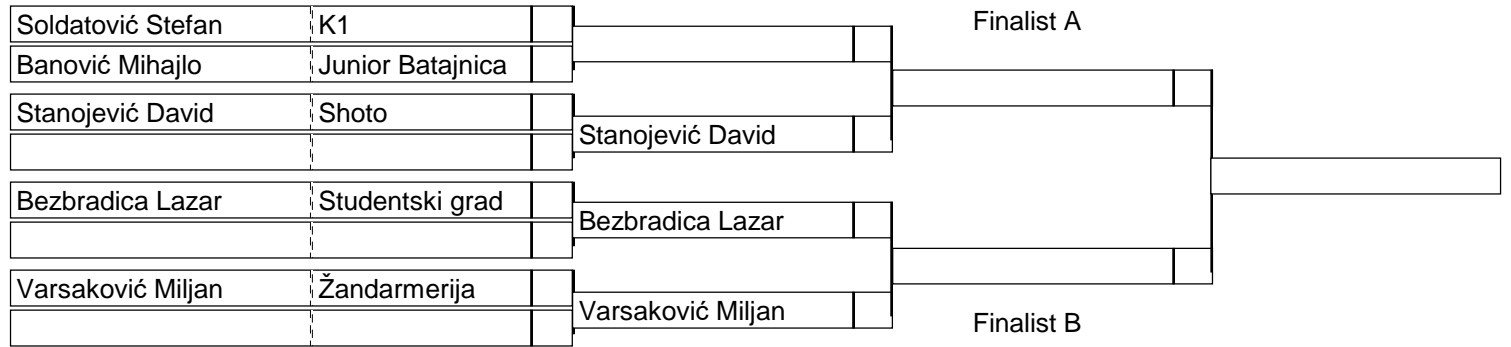 Soldatović Stefan K1
Finalist A
Banović Mihajlo Junior Batajnica
Stanojević David Shoto
Stanojević David
Bezbradica Lazar Studentski grad
Bezbradica Lazar
Varsaković Miljan Žandarmerija
Varsaković Miljan
Finalist B